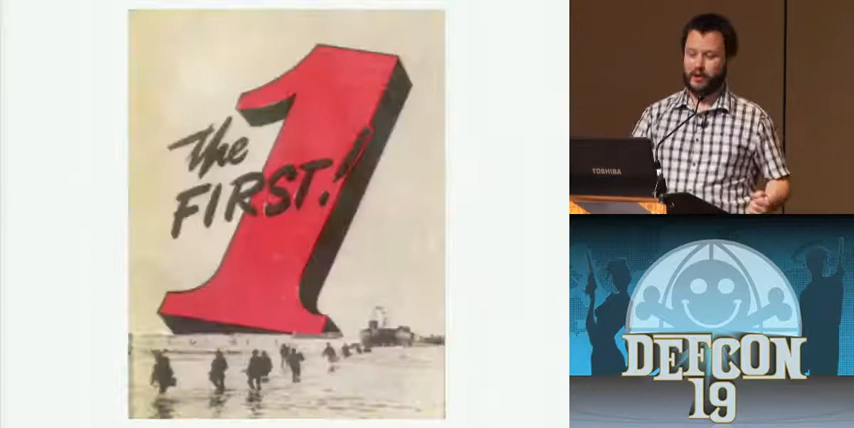 1
the
FIRST!
TOSHIBA
DEFCON
19